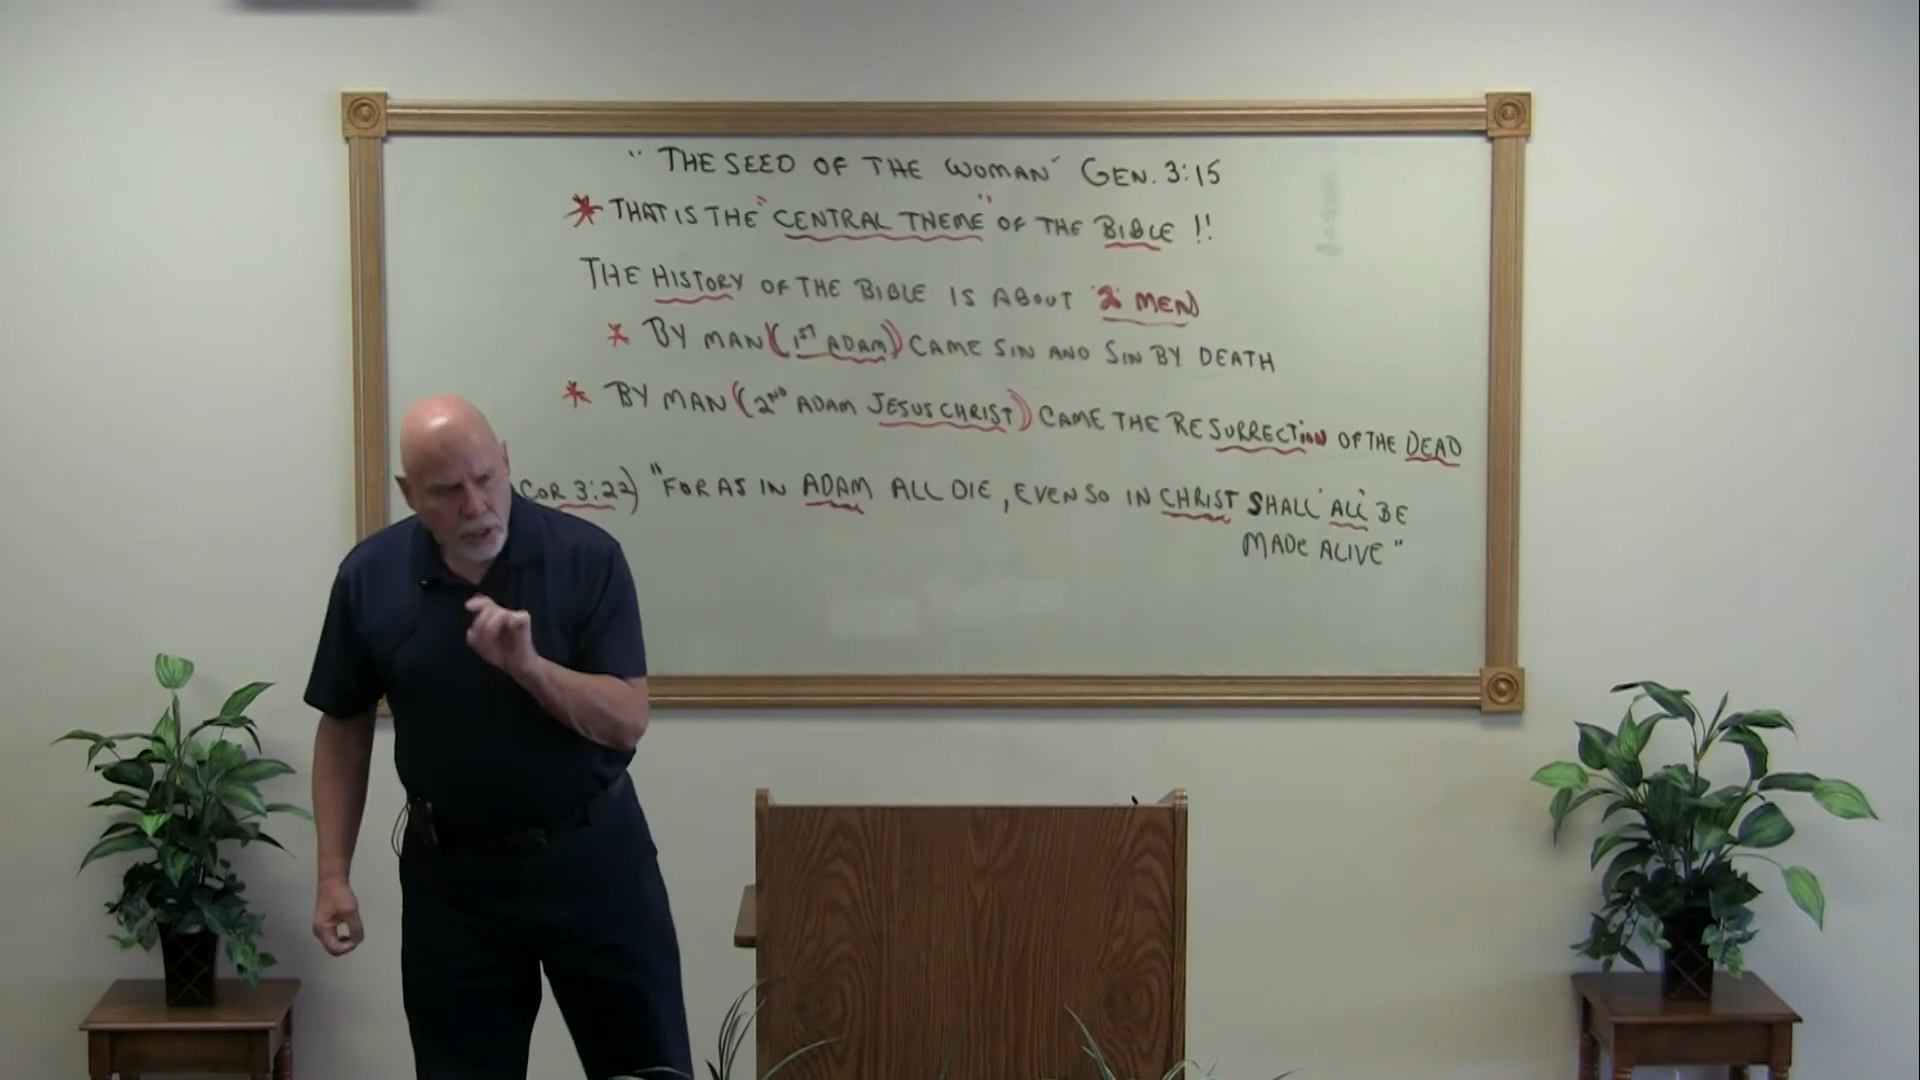 "THE SEED OF THE WOMAN" GEN. 3:15
* THAT IS THE "CENTRAL THEME" OF THE BIBLE !!
THE HISTORY OF THE BIBLE IS ABOUT "2" MEN
* BY MAN (1ST ADAM) CAME SIN AND SIN BY DEATH
* BY MAN (2ND ADAM JESUS CHRIST) CAME THE RESURRECTION OF THE DEAD
COR 3:22) "FOR AS IN ADAM ALL DIE, EVEN SO IN CHRIST SHALL "ALL" BE
MADE ALIVE"